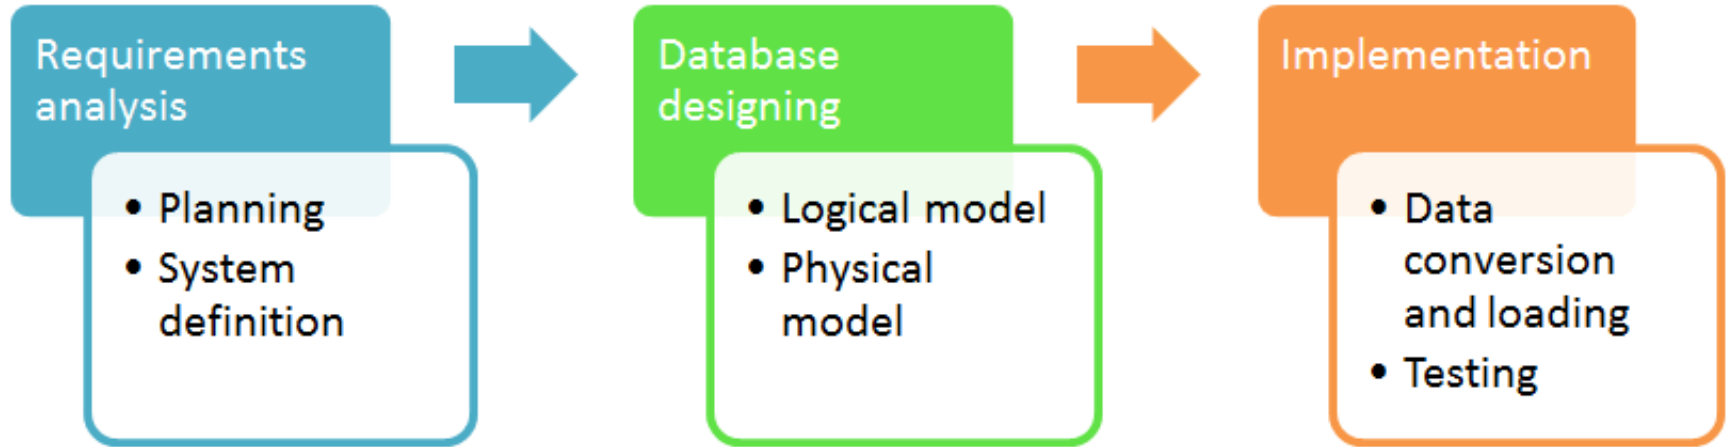 Requirements
analysis
• Planning
• System
definition
Database
designing
• Logical model
• Physical
model
Implementation
• Data
conversion
and loading
• Testing